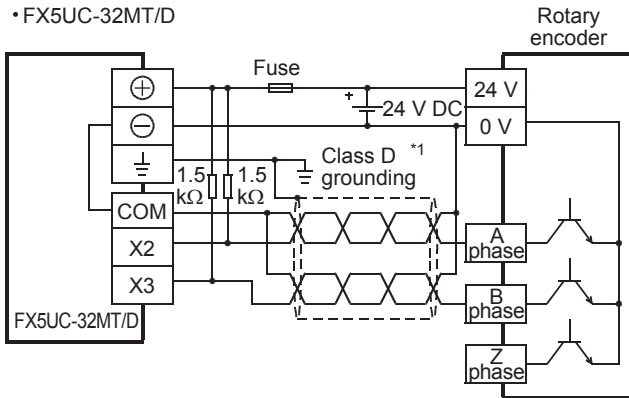 • FX5UC-32MT/D
Rotary
encoder
Fuse
24 V
+
24 V DC
0 V
Class D *1
grounding
1.5
kΩ
1.5
kΩ
COM
X2
X3
A
phase
B
phase
Z
phase
FX5UC-32MT/D